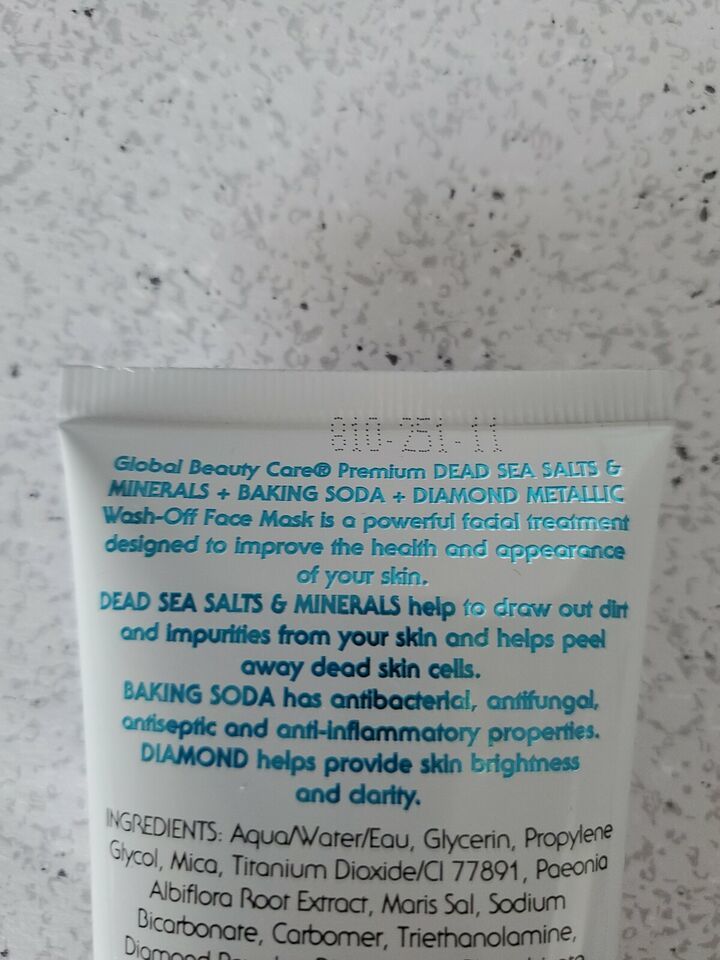 810-251-11
Global Beauty Care® Premium DEAD SEA SALTS &
MINERALS + BAKING SODA + DIAMOND METALLIC
Wash-Off Face Mask is a powerful facial treatment
designed to improve the health and appearance
of your skin.
DEAD SEA SALTS & MINERALS help to draw out dirt
and impurities from your skin and helps peel
away dead skin cells.
BAKING SODA has antibacterial, antifungal,
antiseptic and anti-inflammatory properties.
DIAMOND helps provide skin brightness
and clarity.
INGREDIENTS: Aqua/Water/Eau, Glycerin, Propylene
Glycol, Mica, Titanium Dioxide/CI 77891, Paeonia
Albiflora Root Extract, Maris Sal, Sodium
Bicarbonate, Carbomer, Triethanolamine,
Diamond